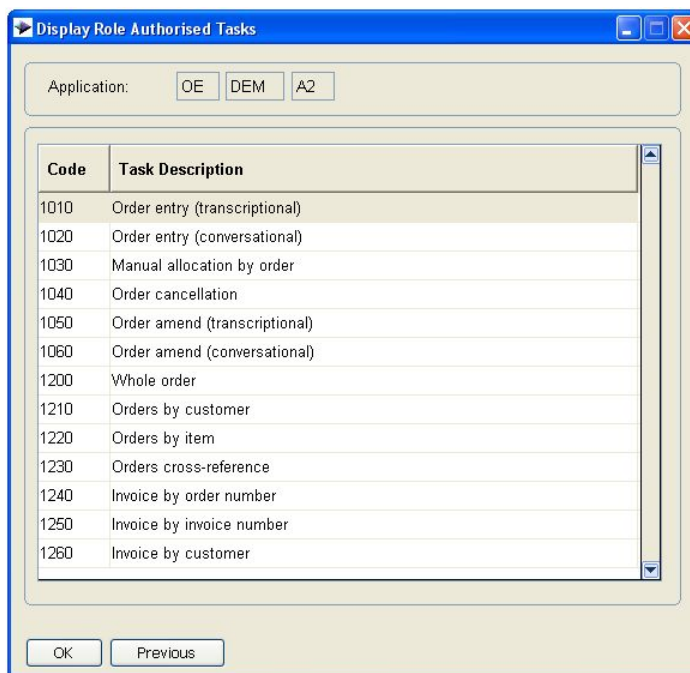 Display Role Authorised Tasks
Application: OE DEM A2
Code Task Description
1010 Order entry (transcriptional)
1020 Order entry (conversational)
1030 Manual allocation by order
1040 Order cancellation
1050 Order amend (transcriptional)
1060 Order amend (conversational)
1200 Whole order
1210 Orders by customer
1220 Orders by item
1230 Orders cross-reference
1240 Invoice by order number
1250 Invoice by invoice number
1260 Invoice by customer
OK Previous